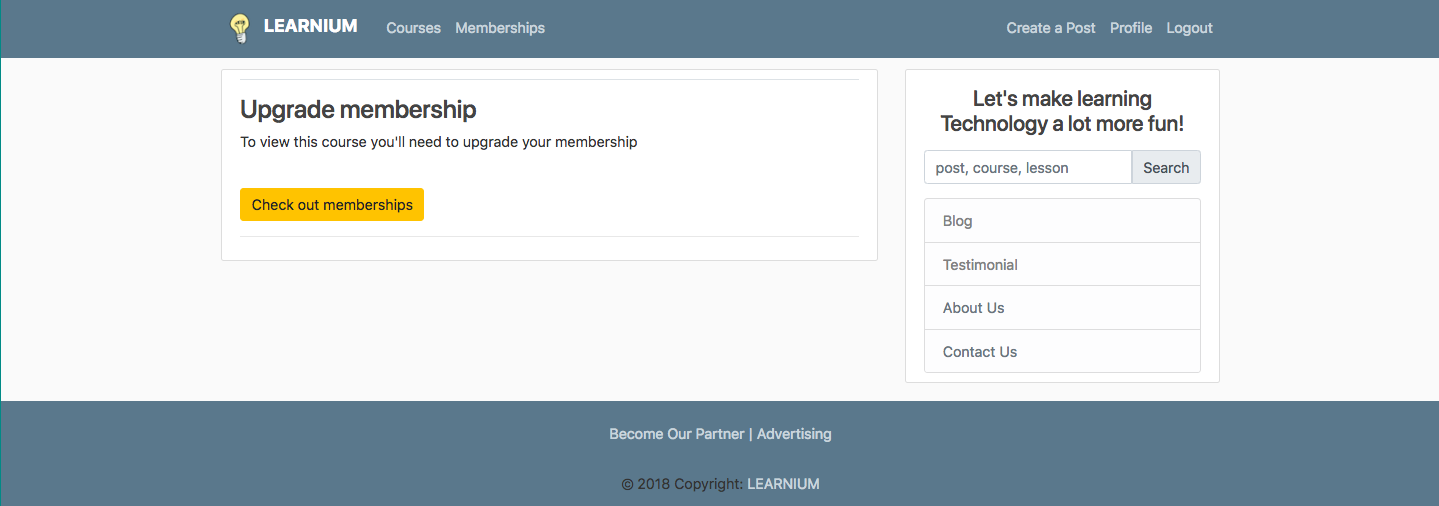 LEARNIUM Courses Memberships Create a Post Profile Logout
Upgrade membership
To view this course you'll need to upgrade your membership
Check out memberships
Let's make learning
Technology a lot more fun!
post, course, lesson Search
Blog
Testimonial
About Us
Contact Us
Become Our Partner | Advertising
© 2018 Copyright: LEARNIUM